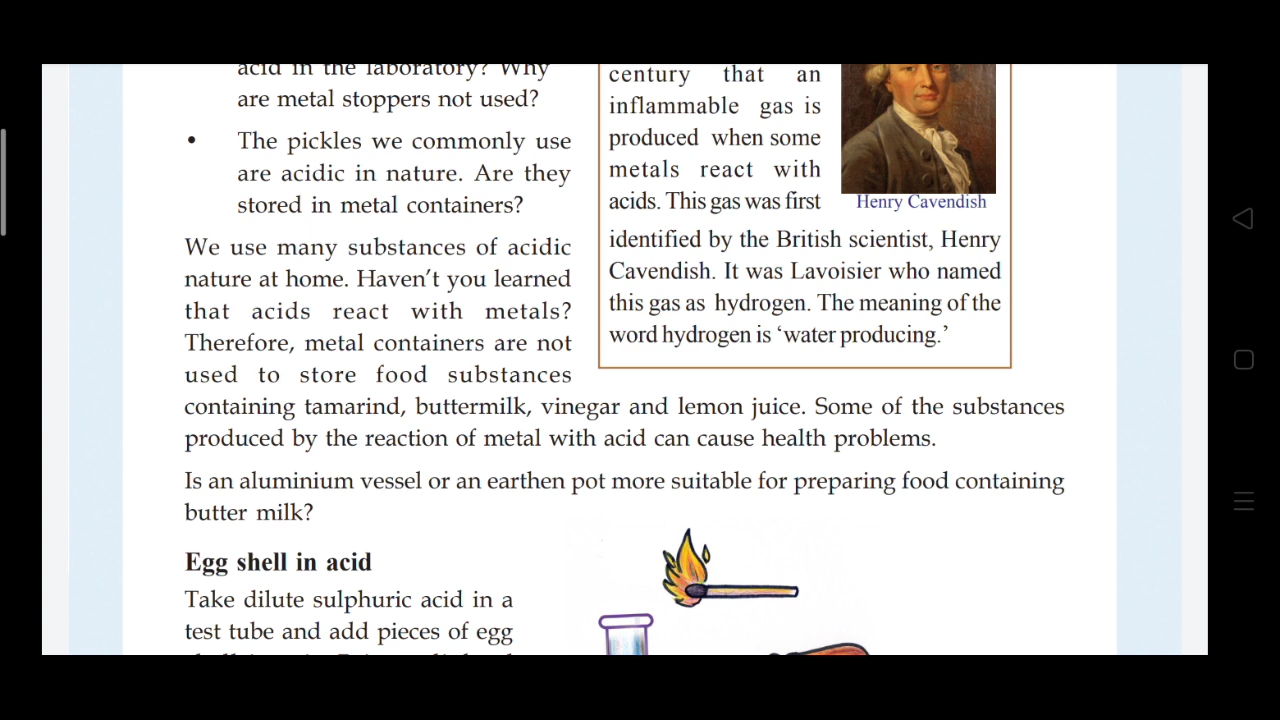 acid in the laboratory? Why
are metal stoppers not used?
• The pickles we commonly use
are acidic in nature. Are they
stored in metal containers?
We use many substances of acidic
nature at home. Haven't you learned
that acids react with metals?
Therefore, metal containers are not
used to store food substances
containing tamarind, buttermilk, vinegar and lemon juice. Some of the substances
produced by the reaction of metal with acid can cause health problems.
century that an
inflammable gas is
produced when some
metals react with
acids. This gas was first
Henry Cavendish
identified by the British scientist, Henry
Cavendish. It was Lavoisier who named
this gas as hydrogen. The meaning of the
word hydrogen is ‘water producing.’
Is an aluminium vessel or an earthen pot more suitable for preparing food containing
butter milk?
Egg shell in acid
Take dilute sulphuric acid in a
test tube and add pieces of egg